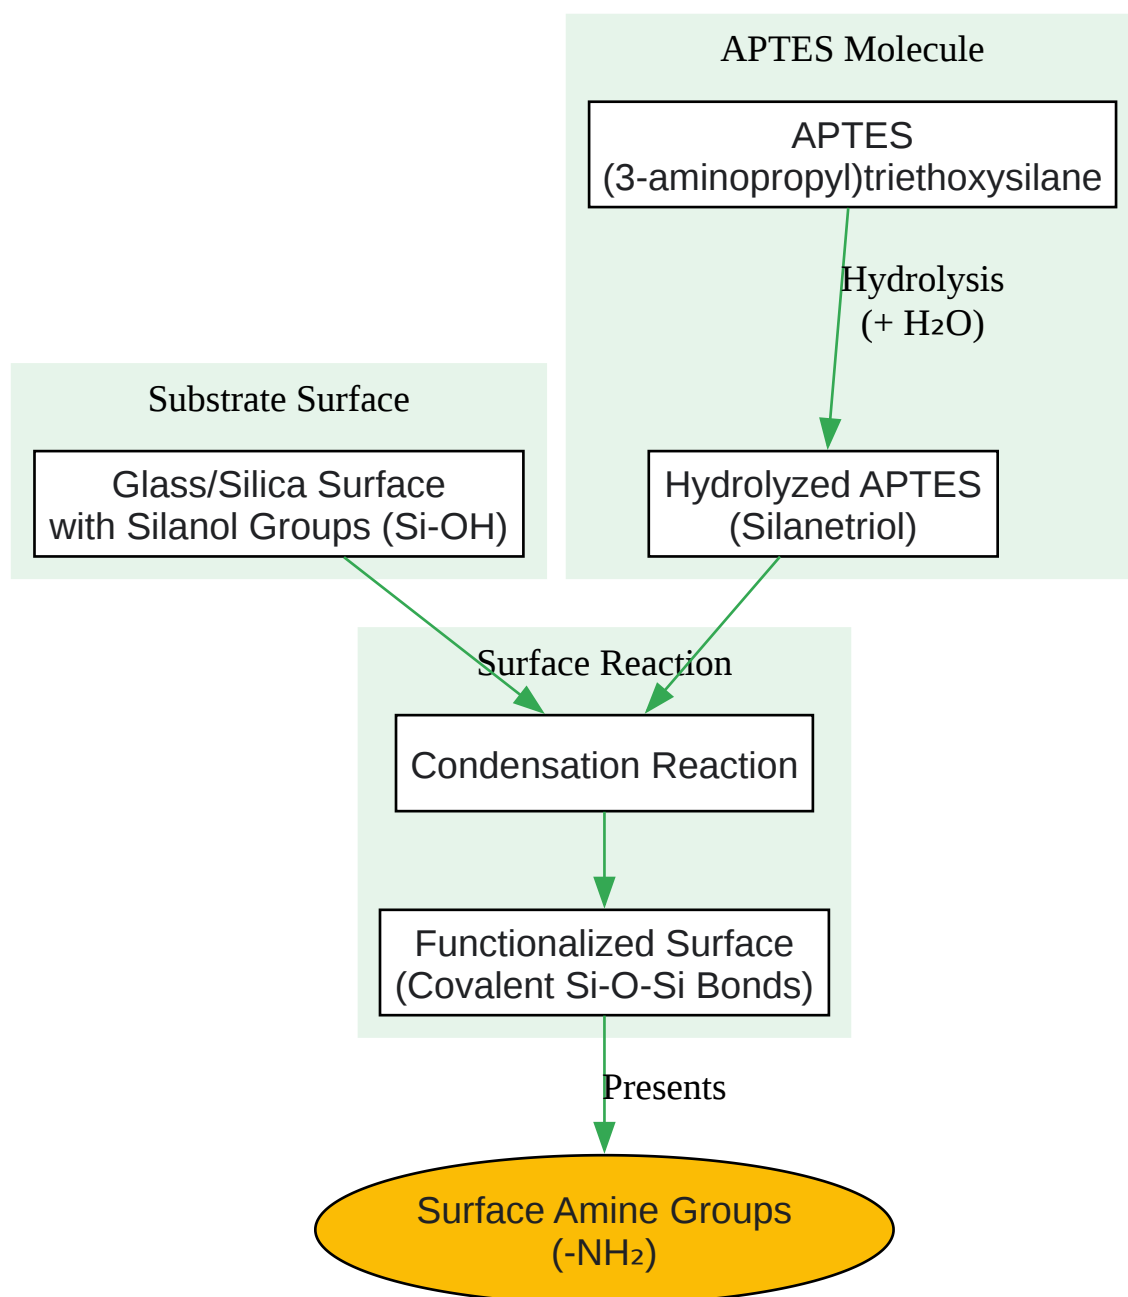 APTES Molecule
APTES
(3-aminopropyl)triethoxysilane
Hydrolysis
(+ H₂O)
Substrate Surface
Glass/Silica Surface
with Silanol Groups (Si-OH)
Hydrolyzed APTES
(Silanetriol)
Surface Reaction
Condensation Reaction
Functionalized Surface
(Covalent Si-O-Si Bonds)
Presents
Surface Amine Groups
(-NH₂)